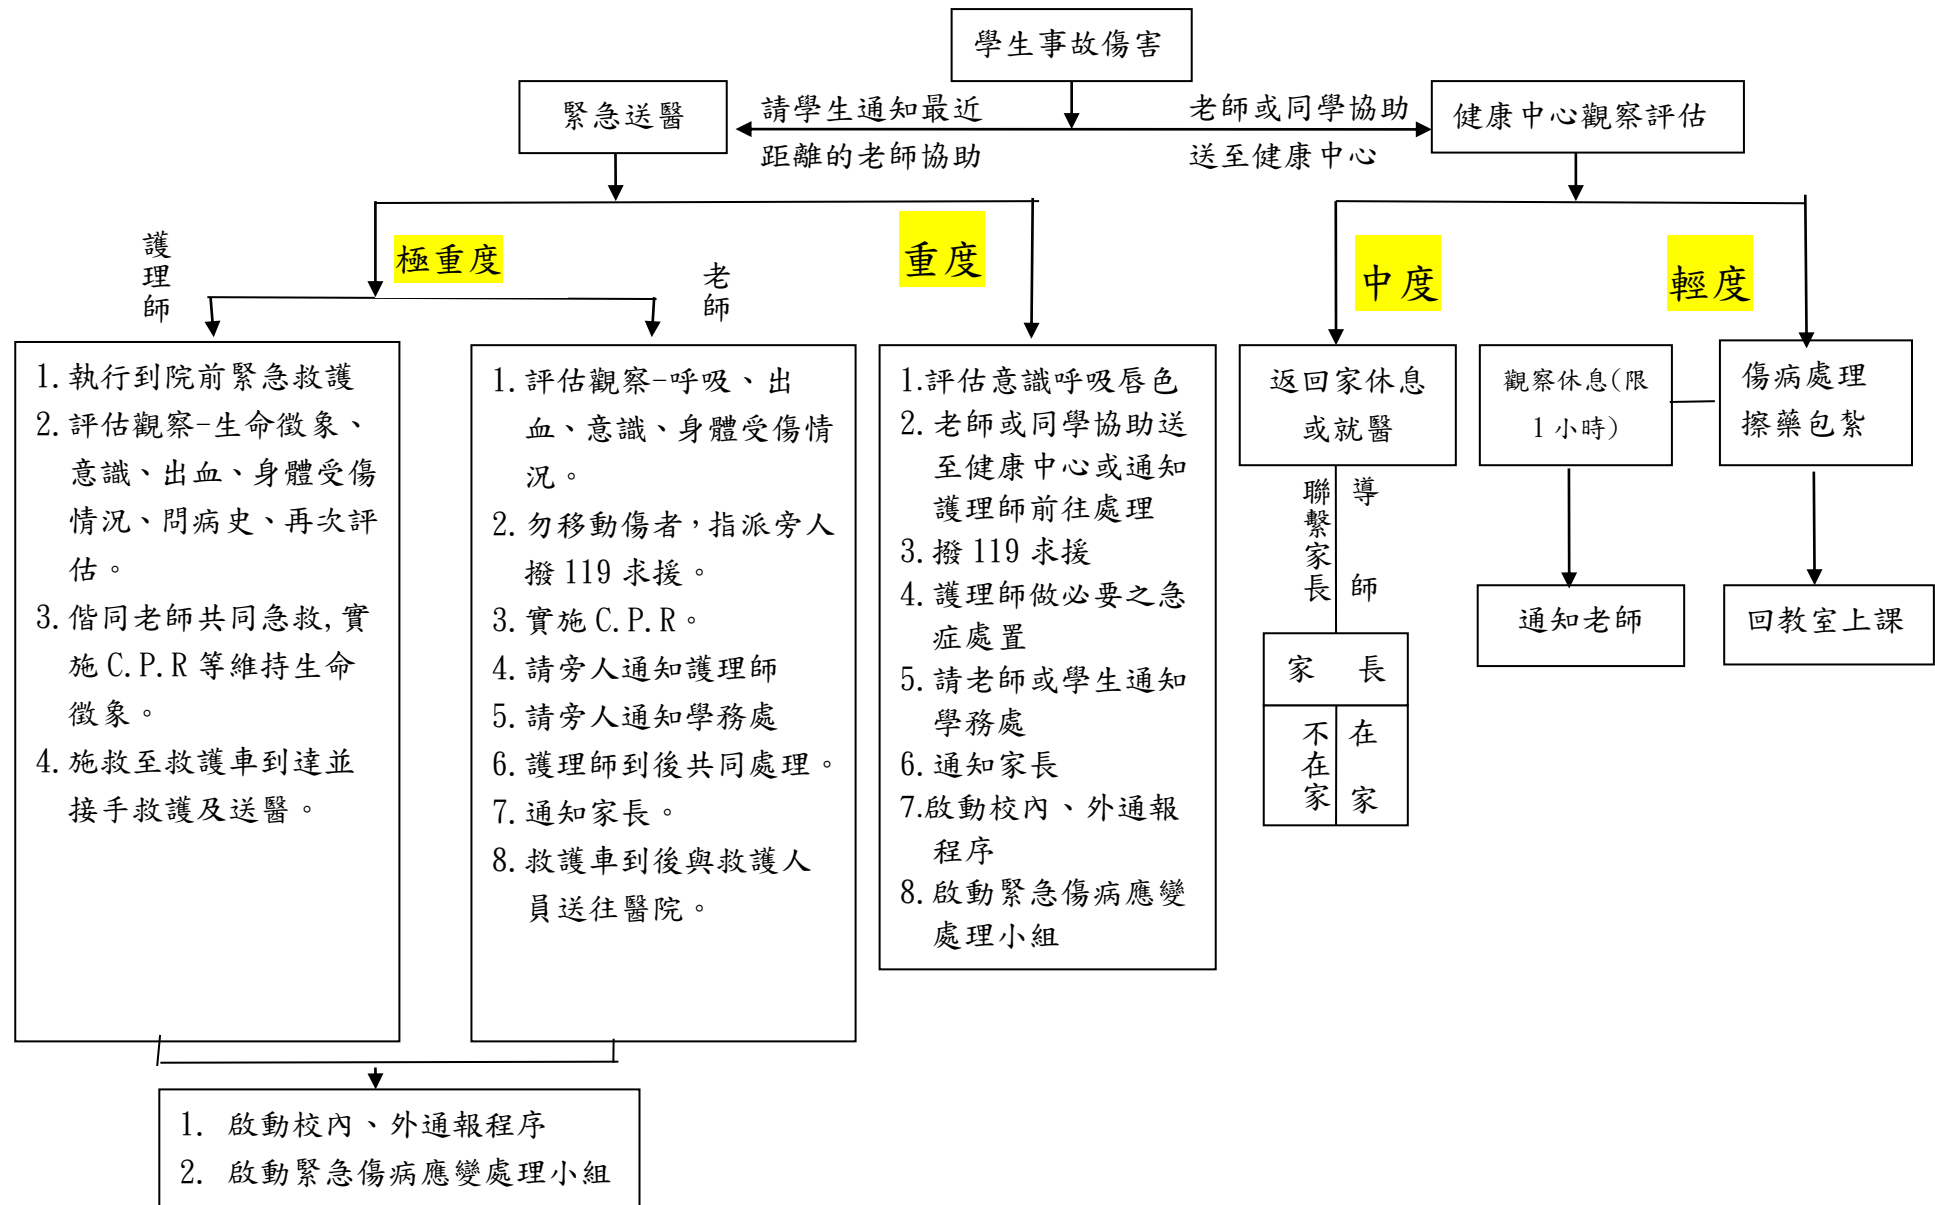 學生事故傷害
緊急送醫
請學生通知最近
距離的老師協助
老師或同學協助
送至健康中心
健康中心觀察評估
護理師
極重度
老師
重度
中度
輕度
1.執行到院前緊急救護
2.評估觀察-生命徵象、
意識、出血、身體受傷
情況、問病史、再次評
估。
3.偕同老師共同急救,實
施C.P.R等維持生命
徵象。
4.施救至救護車到達並
接手救護及送醫。
1.評估觀察-呼吸、出
血、意識、身體受傷情
況。
2.勿移動傷者，指派旁人
撥119求援。
3.實施C.P.R。
4.請旁人通知護理師
5.請旁人通知學務處
6.護理師到後共同處理。
7.通知家長。
8.救護車到後與救護人
員送往醫院。
1.評估意識呼吸唇色
2.老師或同學協助送
至健康中心或通知
護理師前往處理
3.撥119求援
4.護理師做必要之急
症處置
5.請老師或學生通知
學務處
6.通知家長
7.啟動校內、外通報
程序
8.啟動緊急傷病應變
處理小組
返回家休息
或就醫
導師
聯繫家長
家 長
在家
不在家
觀察休息(限
1小時)
通知老師
傷病處理
擦藥包紮
回教室上課
1. 啟動校內、外通報程序
2. 啟動緊急傷病應變處理小組